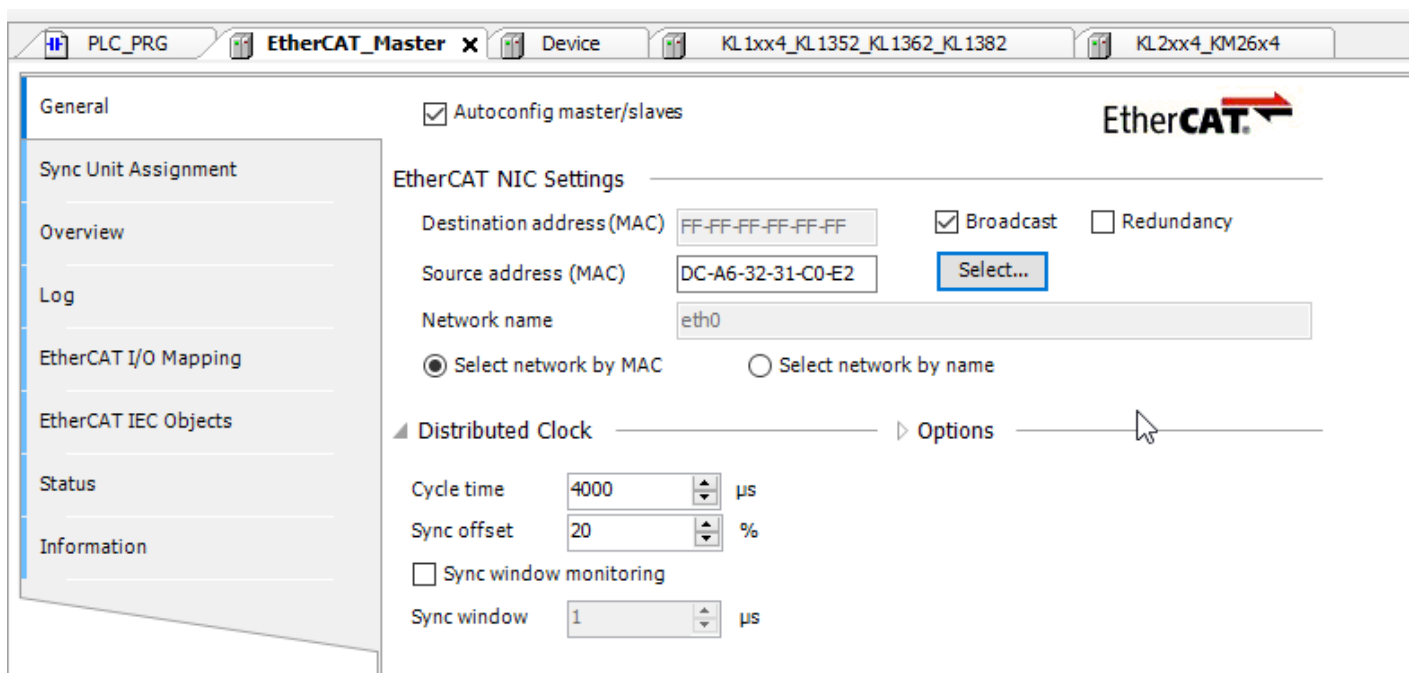 PLC_PRG EtherCAT_Master Device KL1xx4_KL1352_KL1362_KL1382 KL2xx4_KM26x4
General
Sync Unit Assignment
Overview
Log
EtherCAT I/O Mapping
EtherCAT IEC Objects
Status
Information
Autoconfig master/slaves
EtherCAT®
EtherCAT NIC Settings
Destination address (MAC) FF-FF-FF-FF-FF-FF Broadcast Redundancy
Source address (MAC) DC-A6-32-31-C0-E2 Select...
Network name eth0
Select network by MAC Select network by name
Distributed Clock Options
Cycle time 4000 µs
Sync offset 20 %
Sync window monitoring
Sync window 1 µs